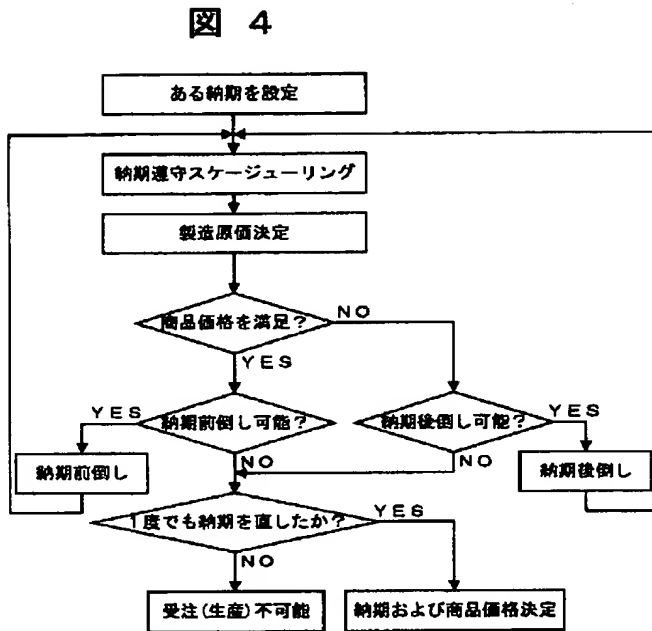 図 4
ある納期を設定
納期遵守スケージューリング
製造原価決定
商品価格を満足?
NO
YES
YES
納期前倒し可能?
納期後倒し可能?
YES
納期前倒し
NO
NO
納期後倒し
1度でも納期を直したか?
YES
NO
受注(生産)不可能
納期および商品価格決定